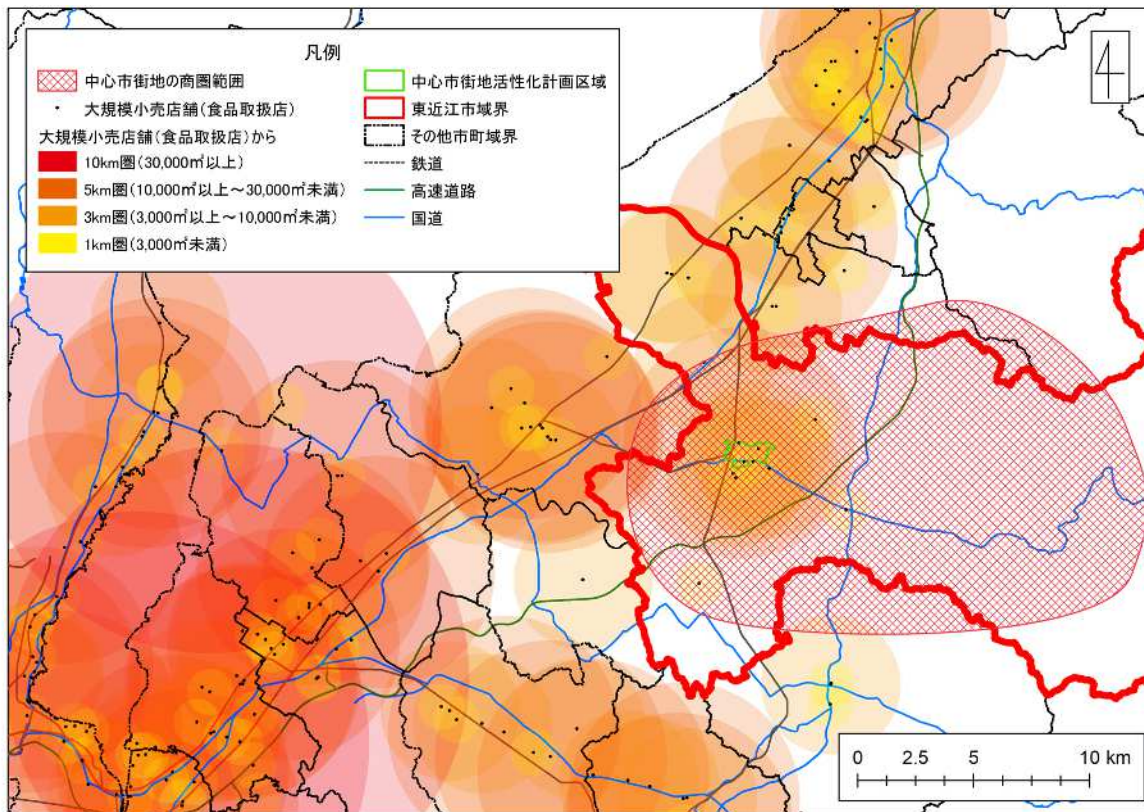 凡例
中心市街地の商圏範囲
大規模小売店舗(食品取扱店)
大規模小売店舗(食品取扱店)から
10km圏(30,000㎡以上)
5km圏(10,000㎡以上~30,000㎡未満)
3km圏(3,000㎡以上~10,000㎡未満)
1km圏(3,000㎡未満)
中心市街地活性化計画区域
東近江市域界
その他市町域界
鉄道
高速道路
国道
0 2.5 5 10 km